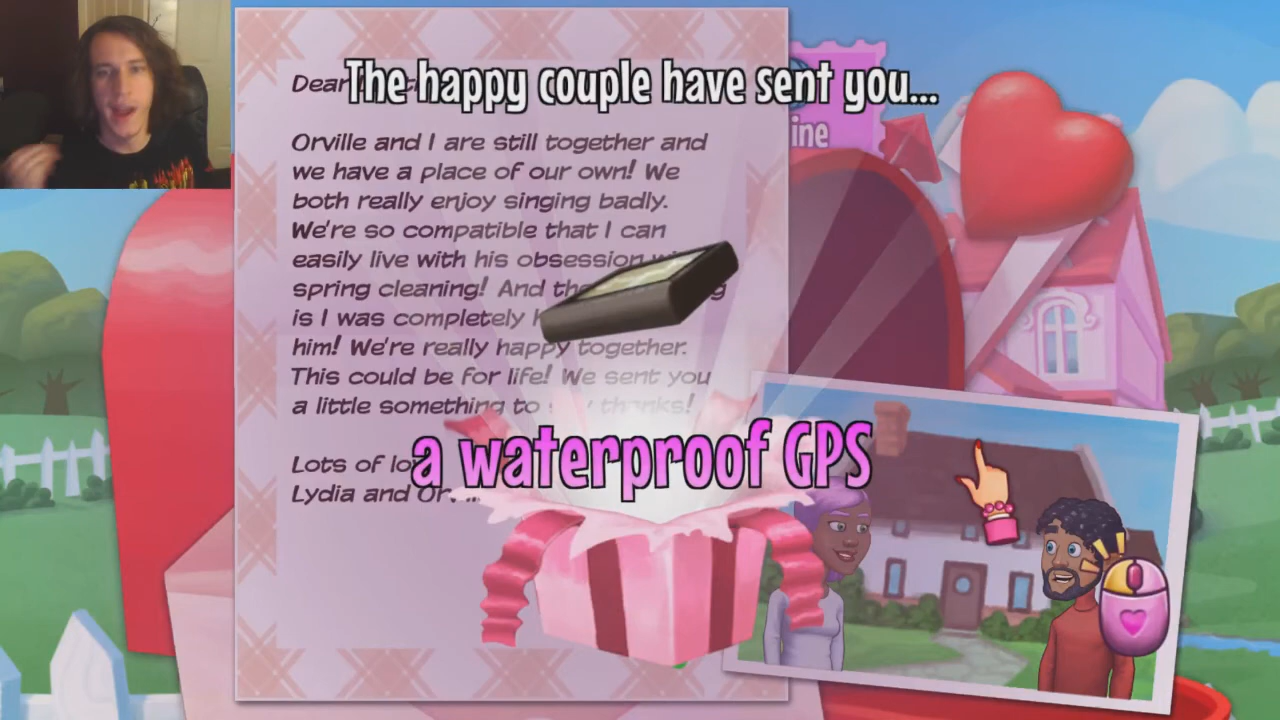 The happy couple have sent you...
Dear
ine
Orville and I are still together and
we have a place of our own! We
both really enjoy singing badly.
We're so compatible that I can
easily live with his obsession
spring cleaning! And
is I was completely
him! We're really happy together.
This could be for life! We sent you
a little something to thanks!
a waterproof GPS
Lots of
Lydia and